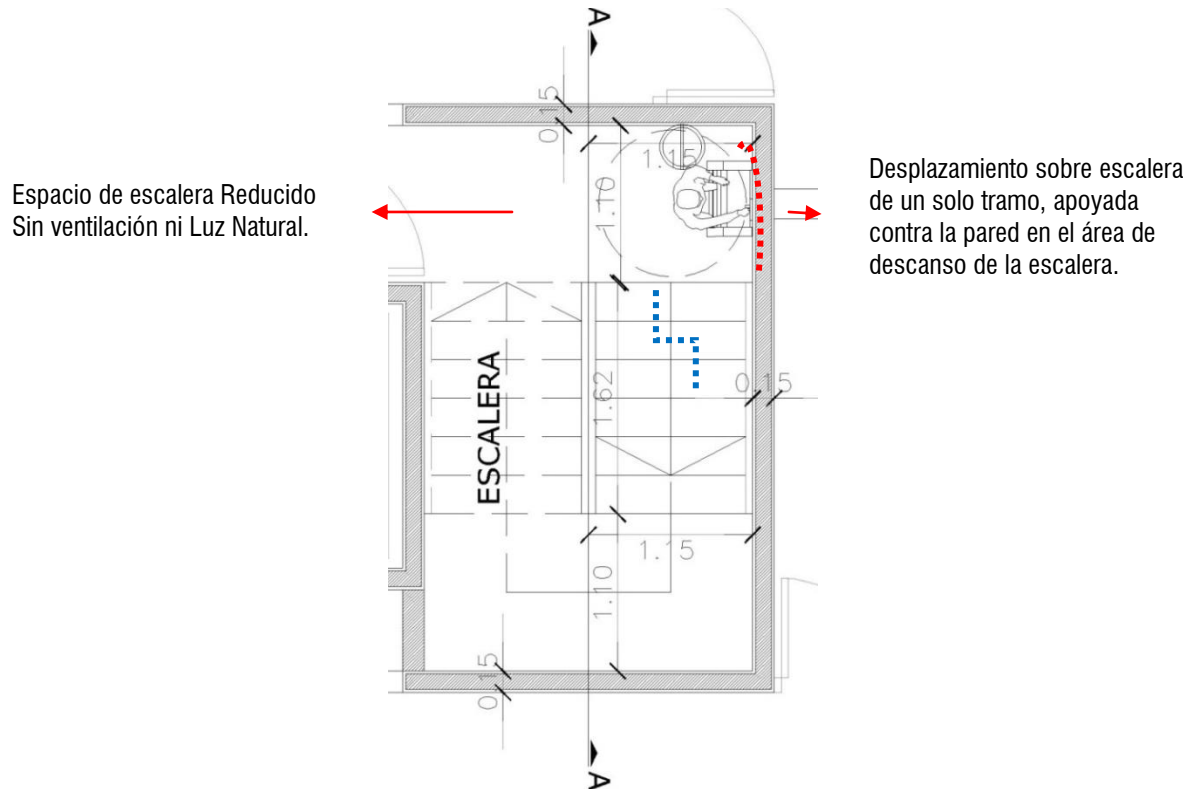 A
0.15
1.15
1.10
Espacio de escalera Reducido
Sin ventilación ni Luz Natural.
Desplazamiento sobre escalera
de un solo tramo, apoyada
contra la pared en el área de
descanso de la escalera.
ESCALERA
1.62
0.15
1.15
1.10
0.15
A